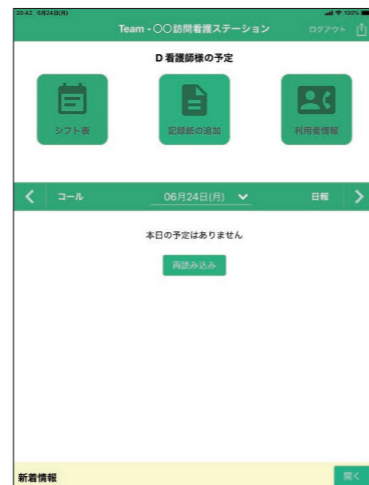 20:42 6月24日(月) 100%
Team - 〇〇訪問看護ステーション ログアウト
D 看護師様の予定
シフト表 記録紙の追加 利用者情報
コール 06月24日(月) 日報
本日の予定はありません
再読み込み
新着情報 開く